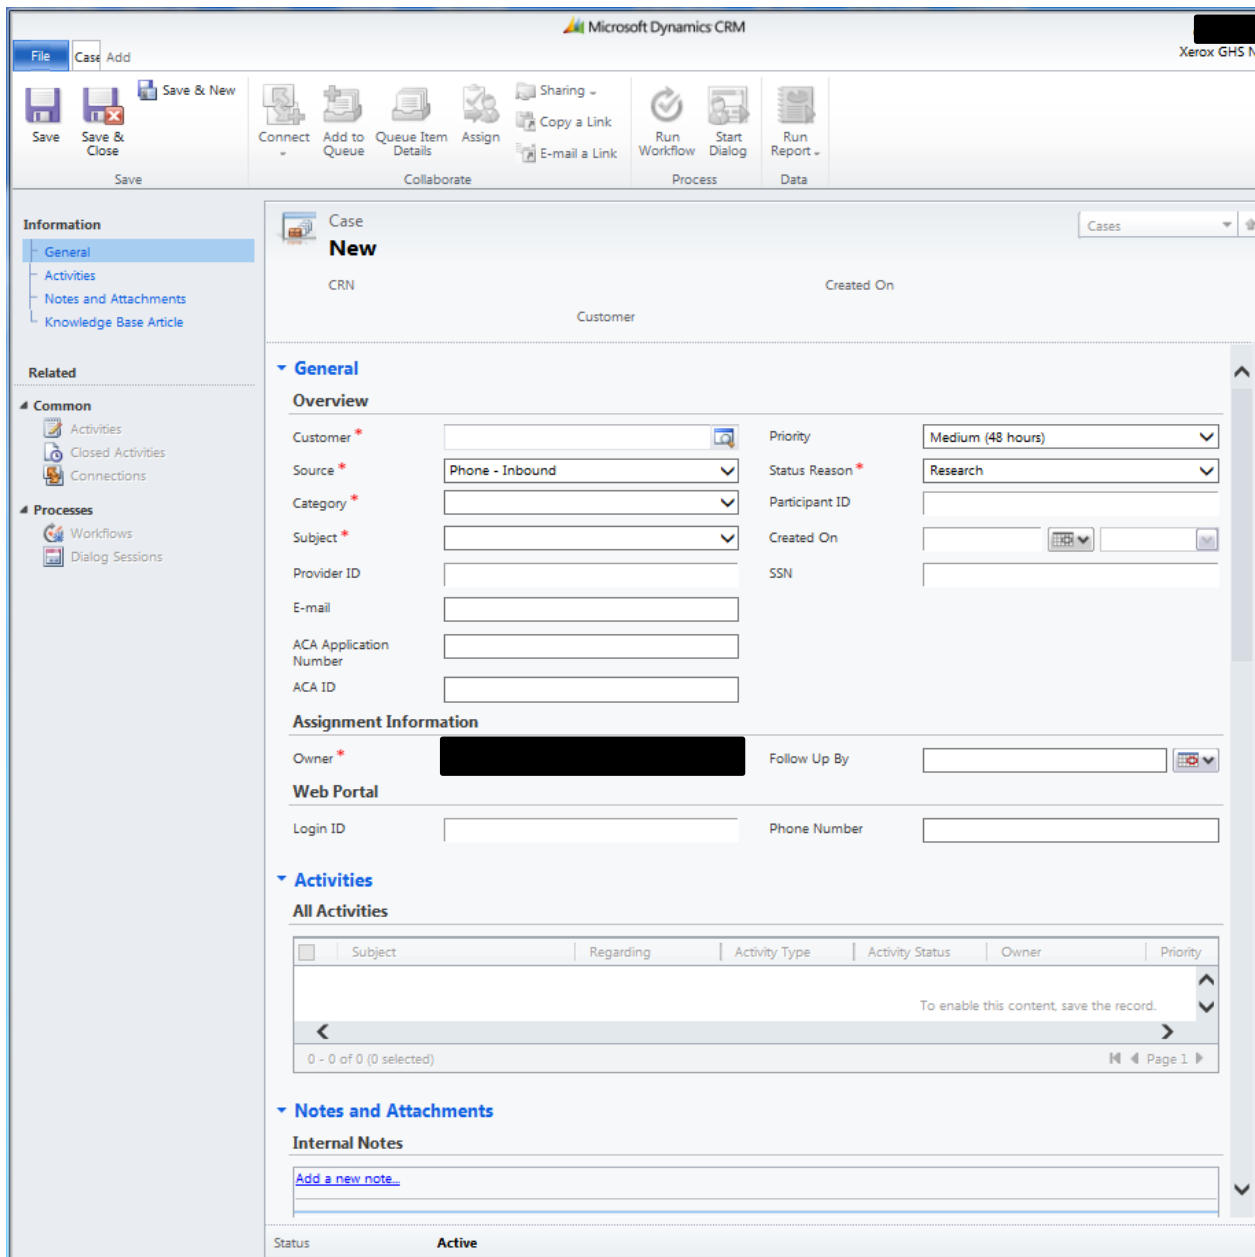 Microsoft Dynamics CRM
Xerox GHS N
File Case Add
Save
Save & Close
Save & New
Save
Connect
Add to Queue
Queue Item Details
Assign
Sharing
Copy a Link
E-mail a Link
Collaborate
Run Workflow
Start Dialog
Process
Run Report
Data
Information
General
Activities
Notes and Attachments
Knowledge Base Article
Related
Common
Activities
Closed Activities
Connections
Processes
Workflows
Dialog Sessions
Case
New
Cases
CRN
Created On
Customer
General
Overview
Customer *
Priority Medium (48 hours)
Source * Phone - Inbound
Status Reason * Research
Category *
Participant ID
Subject *
Created On
Provider ID
SSN
E-mail
ACA Application
Number
ACA ID
Assignment Information
Owner *
Follow Up By
Web Portal
Login ID
Phone Number
Activities
All Activities
Subject Regarding Activity Type Activity Status Owner Priority
To enable this content, save the record.
0 - 0 of 0 (0 selected)
Page 1
Notes and Attachments
Internal Notes
Add a new note...
Status Active